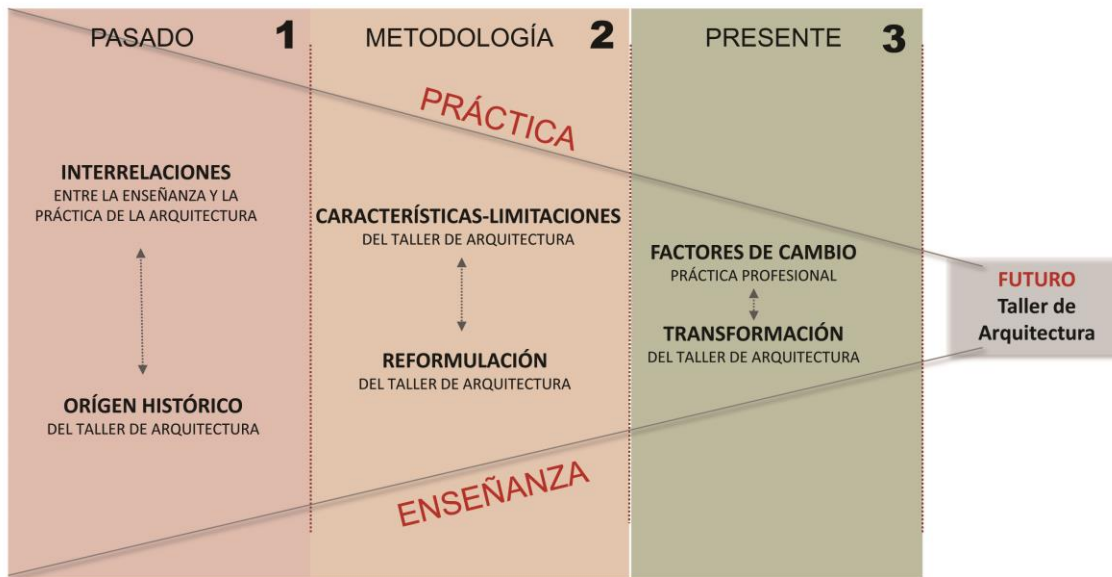 PASADO 1
METODOLOGÍA 2
PRESENTE 3
PRÁCTICA
INTERRELACIONES
ENTRE LA ENSEÑANZA Y LA
PRÁCTICA DE LA ARQUITECTURA
ORÍGEN HISTÓRICO
DEL TALLER DE ARQUITECTURA
CARACTERÍSTICAS-LIMITACIONES
DEL TALLER DE ARQUITECTURA
REFORMULACIÓN
DEL TALLER DE ARQUITECTURA
FACTORES DE CAMBIO
PRÁCTICA PROFESIONAL
TRANSFORMACIÓN
DEL TALLER DE ARQUITECTURA
FUTURO
Taller de
Arquitectura
ENSEÑANZA